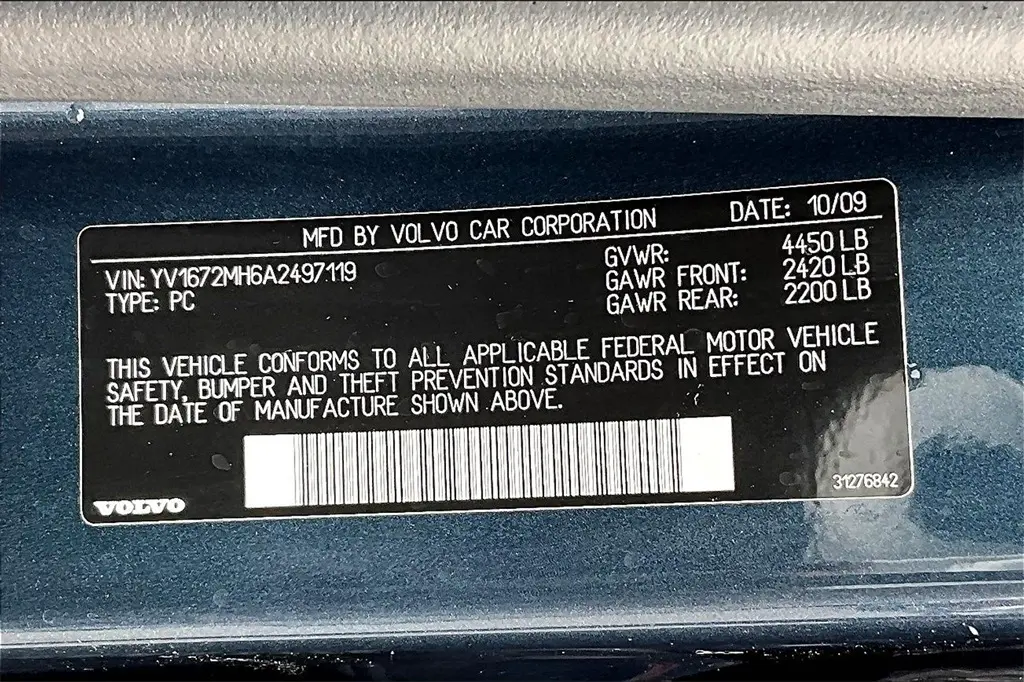 MFD BY VOLVO CAR CORPORATION DATE: 10/09
VIN: YV1672MH6A2497119 GVWR: 4450 LB
TYPE: PC GAWR FRONT: 2420 LB
GAWR REAR: 2200 LB
THIS VEHICLE CONFORMS TO ALL APPLICABLE FEDERAL MOTOR VEHICLE
SAFETY, BUMPER AND THEFT PREVENTION STANDARDS IN EFFECT ON
THE DATE OF MANUFACTURE SHOWN ABOVE.
VOLVO
31276842